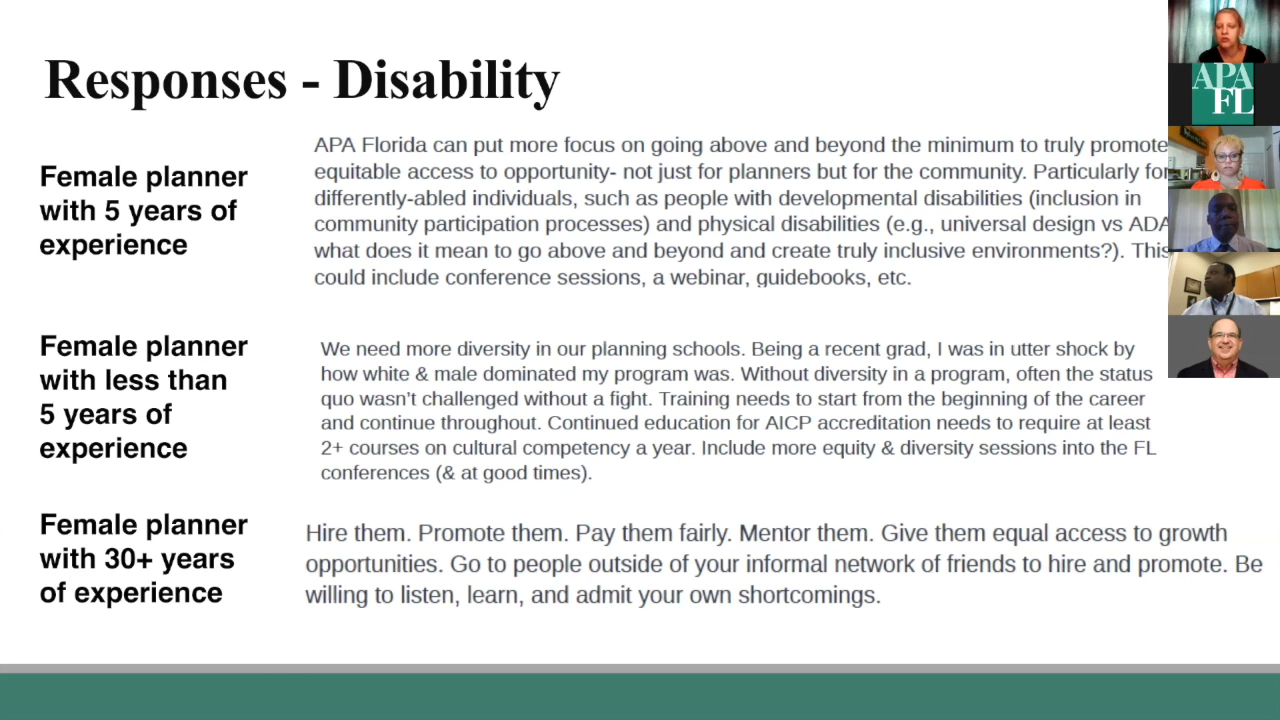 Responses - Disability
Female planner
with 5 years of
experience
APA Florida can put more focus on going above and beyond the minimum to truly promote
equitable access to opportunity- not just for planners but for the community. Particularly for
differently-abled individuals, such as people with developmental disabilities (inclusion in
community participation processes) and physical disabilities (e.g., universal design vs ADA
what does it mean to go above and beyond and create truly inclusive environments?). This
could include conference sessions, a webinar, guidebooks, etc.
Female planner
with less than
5 years of
experience
We need more diversity in our planning schools. Being a recent grad, I was in utter shock by
how white & male dominated my program was. Without diversity in a program, often the status
quo wasn’t challenged without a fight. Training needs to start from the beginning of the career
and continue throughout. Continued education for AICP accreditation needs to require at least
2+ courses on cultural competency a year. Include more equity & diversity sessions into the FL
conferences (& at good times).
Female planner
with 30+ years
of experience
Hire them. Promote them. Pay them fairly. Mentor them. Give them equal access to growth
opportunities. Go to people outside of your informal network of friends to hire and promote. Be
willing to listen, learn, and admit your own shortcomings.
APA
FL